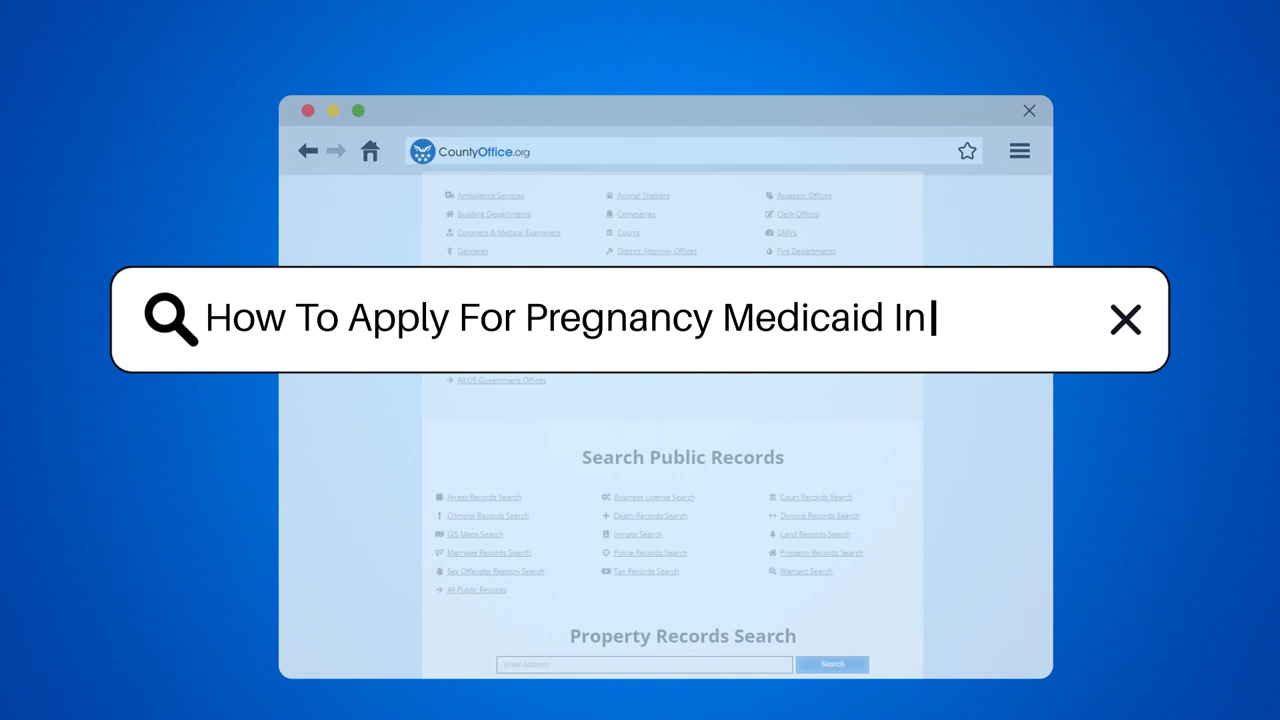 CountyOffice.org
Ambulance Services Animal Shelters Assessor Offices
Building Departments Cemeteries Clerk Offices
Coroners & Medical Examiners Courts DMVs
Daycares District Attorney Offices Fire Departments
How To Apply For Pregnancy Medicaid In
All US Government Offices
Search Public Records
Arrest Records Search Business License Search Court Records Search
Criminal Records Search Death Records Search Divorce Records Search
GIS Maps Search Inmate Search Land Records Search
Marriage Records Search Police Records Search Property Records Search
Sex Offender Registry Search Tax Records Search Warrant Search
All Public Records
Property Records Search
Enter Address Search